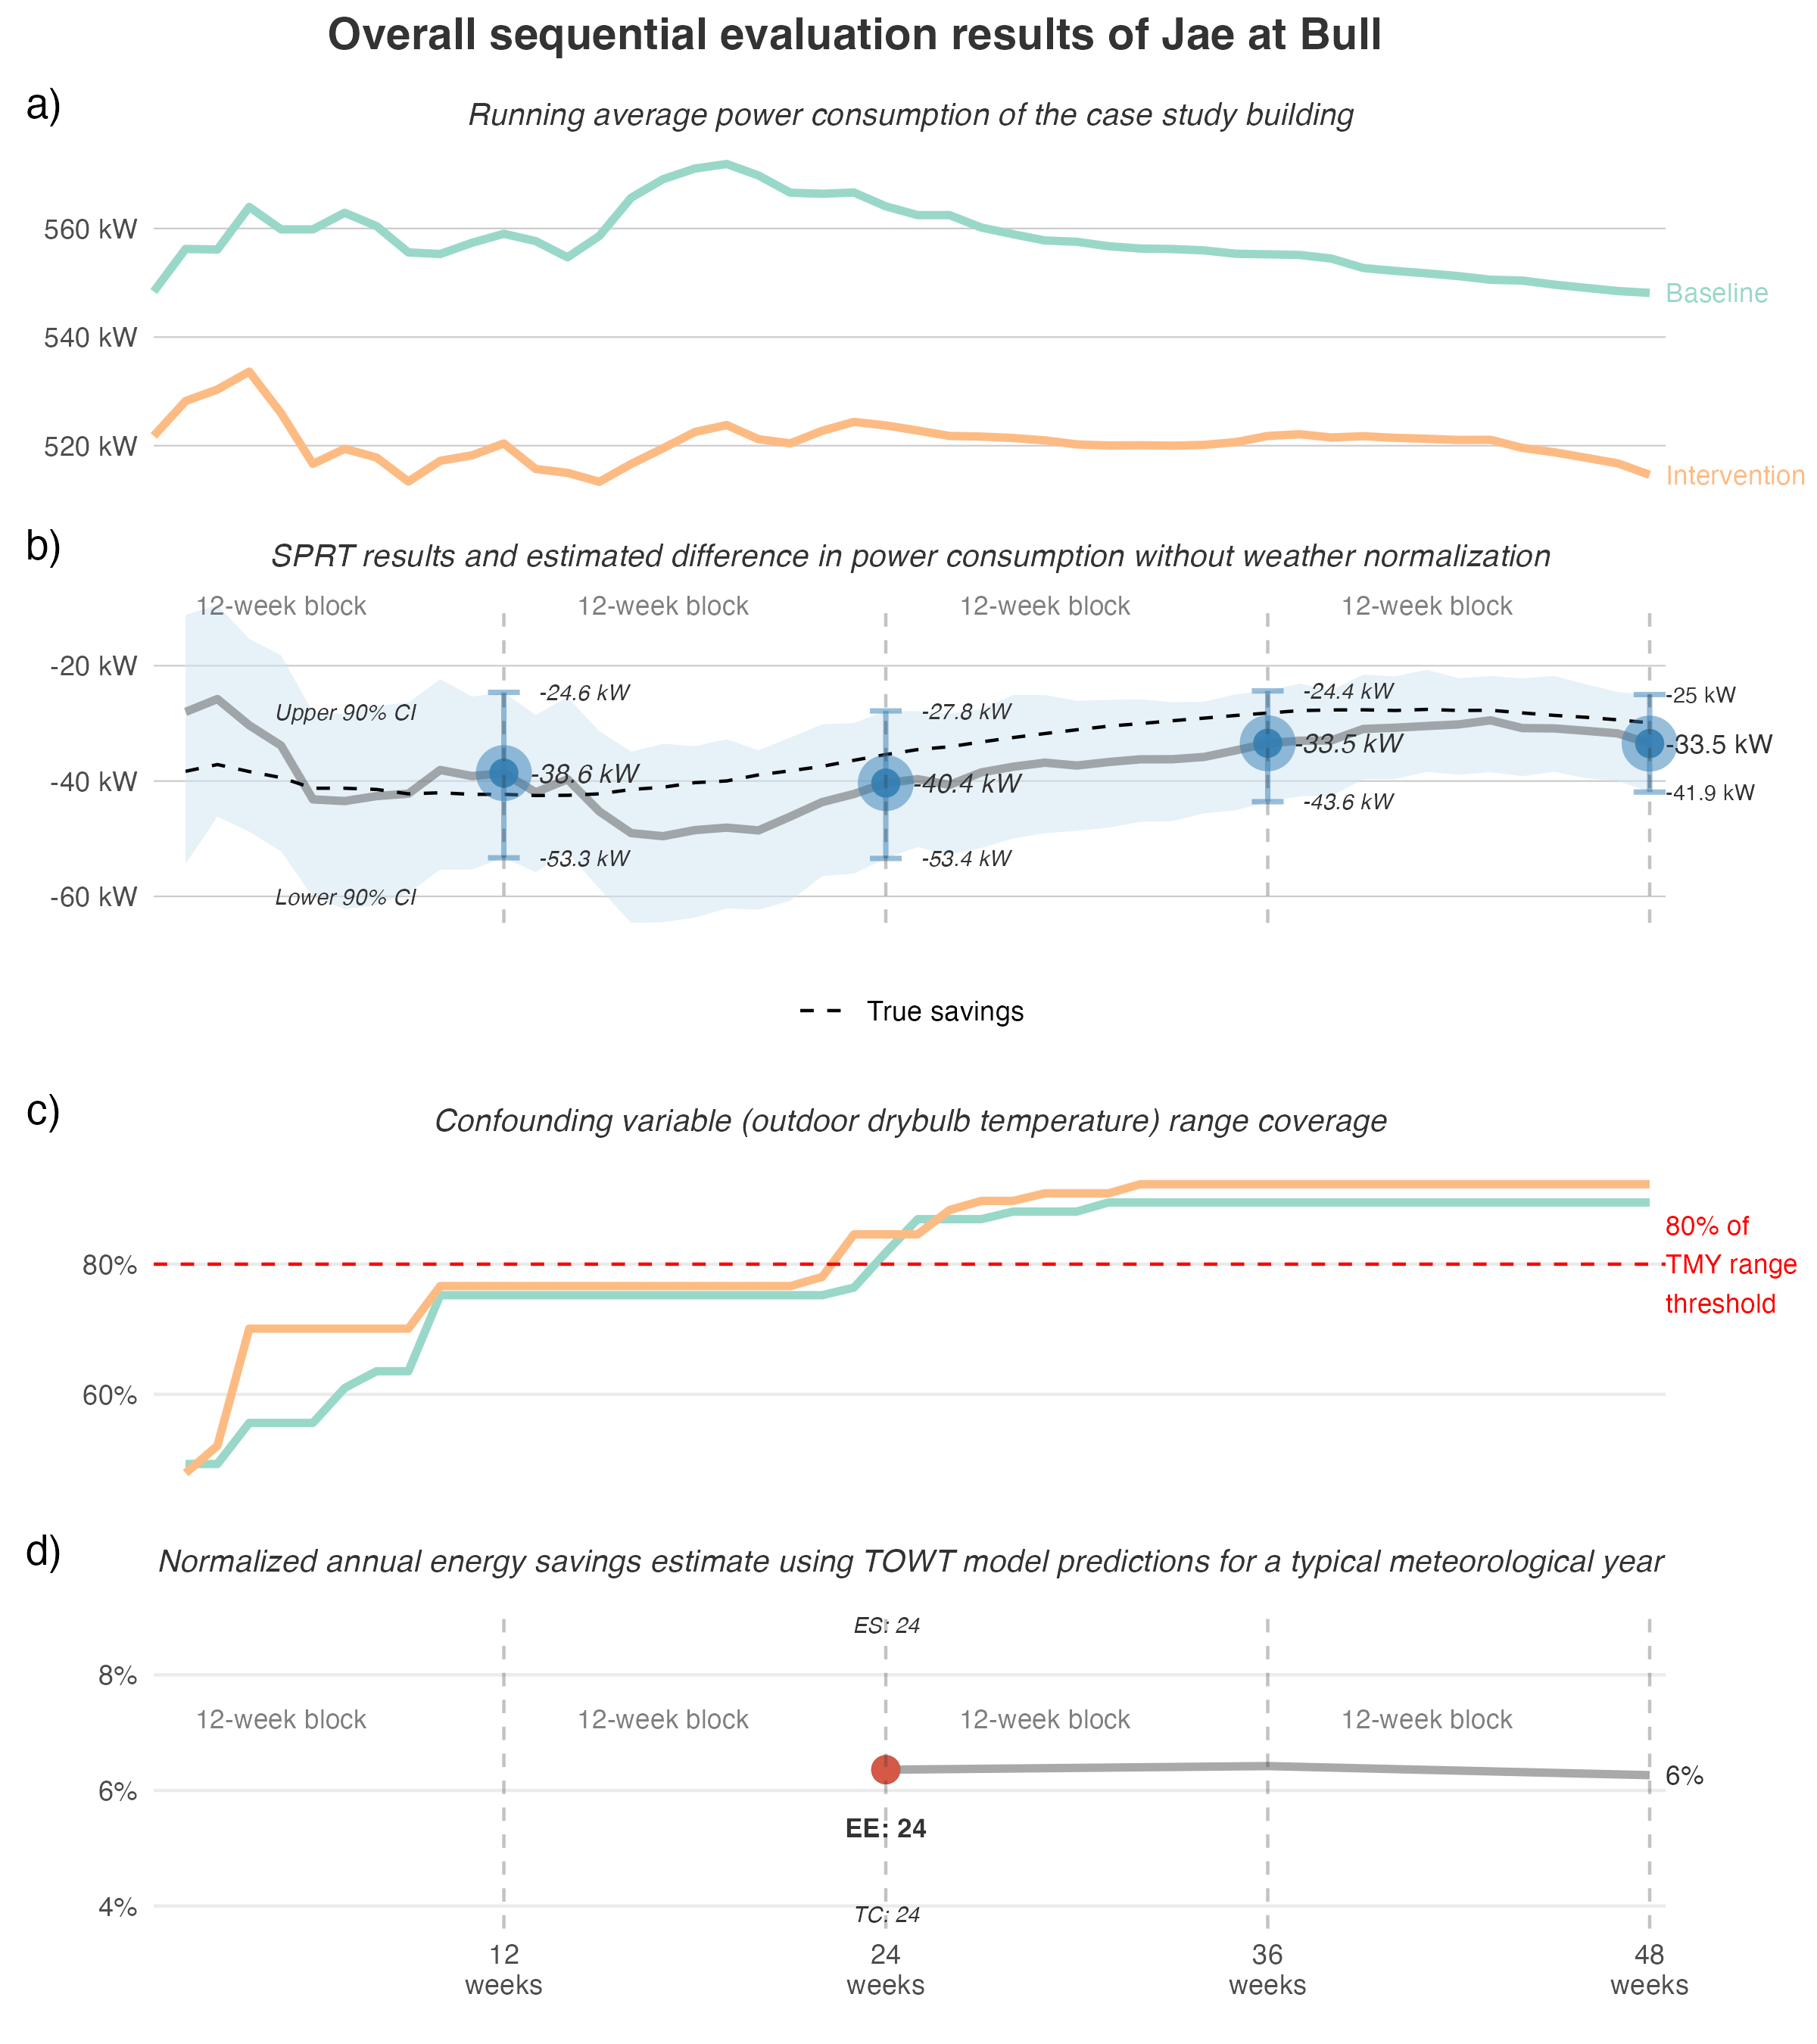 Overall sequential evaluation results of Jae at Bull
a)
Running average power consumption of the case study building
560 kW
540 kW
520 kW
Baseline
Intervention
b)
SPRT results and estimated difference in power consumption without weather normalization
12-week block
12-week block
12-week block
12-week block
-20 kW
-40 kW
-60 kW
Upper 90% CI
Lower 90% CI
-24.6 kW
-38.6 kW
-53.3 kW
-27.8 kW
-40.4 kW
-53.4 kW
-24.4 kW
-33.5 kW
-43.6 kW
-25 kW
-33.5 kW
-41.9 kW
True savings
c)
Confounding variable (outdoor drybulb temperature) range coverage
80%
60%
80% of
TMY range
threshold
d)
Normalized annual energy savings estimate using TOWT model predictions for a typical meteorological year
ES: 24
8%
12-week block
12-week block
12-week block
12-week block
6%
6%
EE: 24
4%
TC: 24
12
weeks
24
weeks
36
weeks
48
weeks